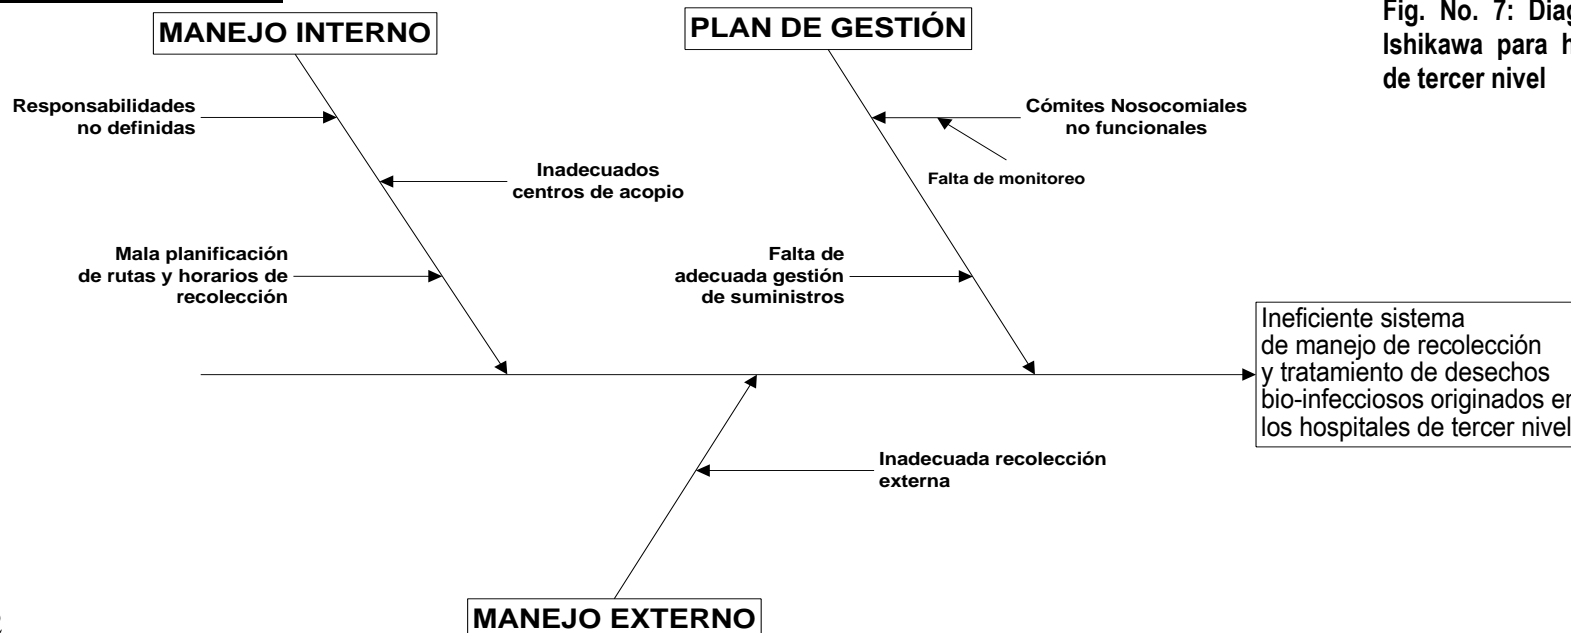 MANEJO INTERNO
PLAN DE GESTIÓN
Fig. No. 7:
Ishikawa para
de tercer nivel
Responsabilidades
no definidas
Cómites Nosocomiales
no funcionales
Inadecuados
centros de acopio
Falta de monitoreo
Mala planificación
de rutas y horarios de
recolección
Falta de
adecuada gestión
de suministros
Ineficiente sistema
de manejo de recolección
y tratamiento de desechos
bio-infecciosos originados
los hospitales de tercer nivel
Inadecuada recolección
externa
MANEJO EXTERNO